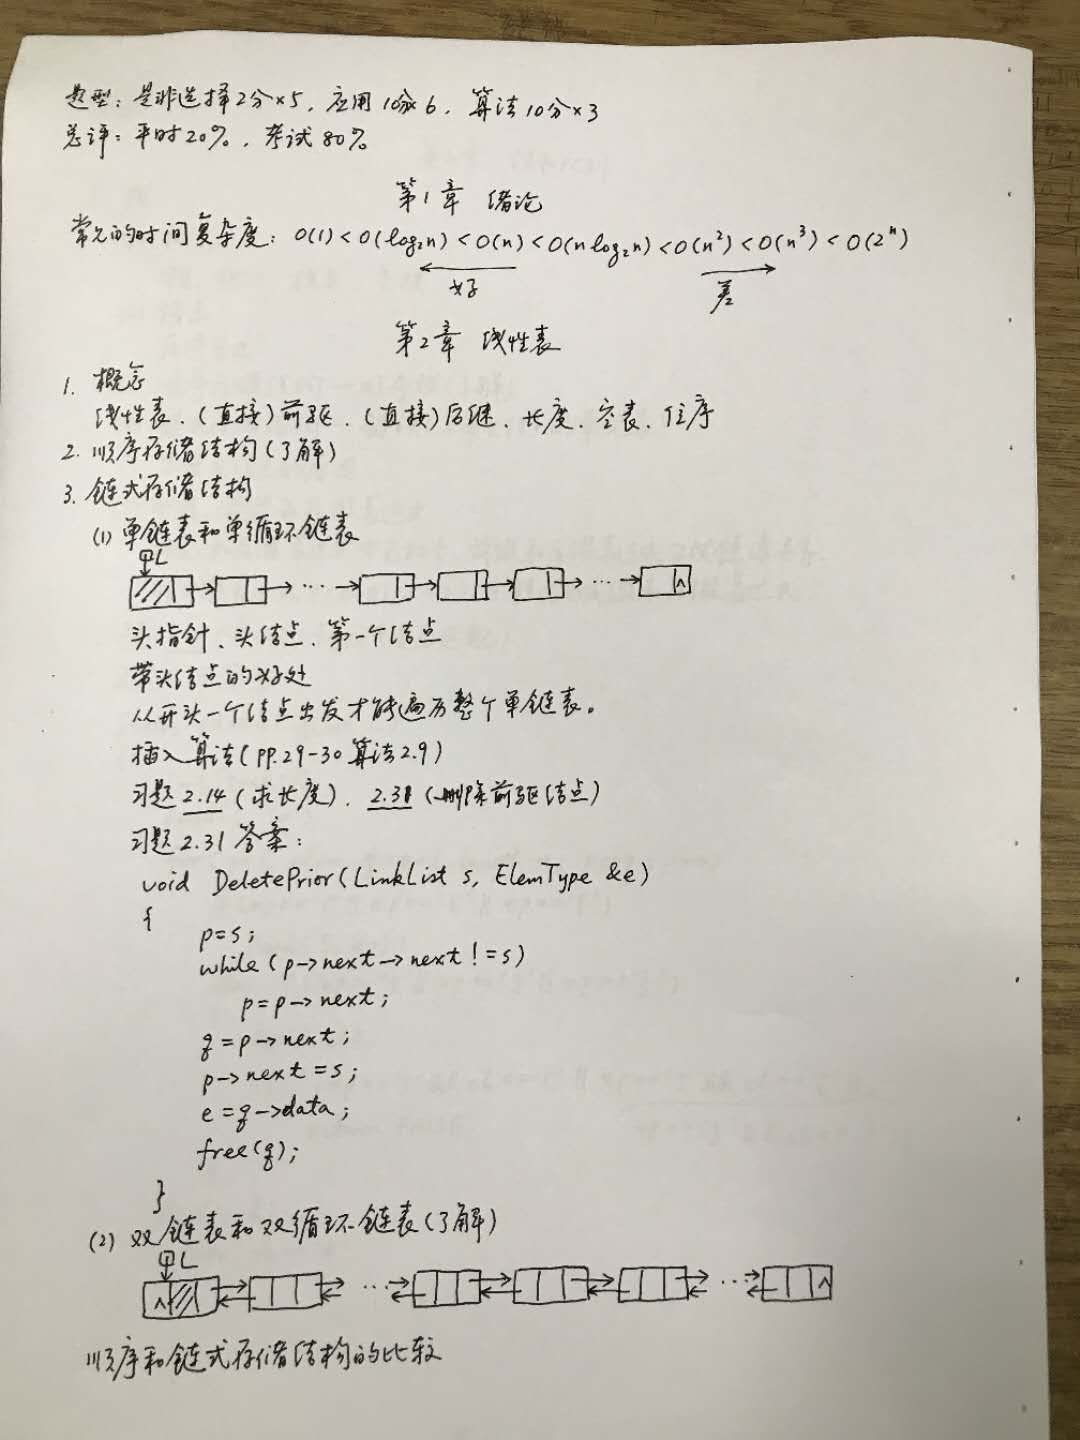 题型：是非选择2分×5，应用10分×6，算法10分×3
总评：平时20%，考试80%
第1章 绪论
常见的时间复杂度：O(1)<O(log₂n)<O(n)<O(nlog₂n)<O(n²)<O(n³)<O(2ⁿ)
好 差
第2章 线性表
1. 概念
线性表、(直接)前驱、(直接)后继、长度、空表、位序
2. 顺序存储结构(了解)
3. 链式存储结构
(1) 单链表和单循环链表
L
... ... ∧
头指针、头结点、第一个结点
带头结点的好处
从开头一个结点出发才能遍历整个单链表。
插入算法(PP.29-30 算法2.9)
习题2.14(求长度)、2.31(删除前驱结点)
习题2.31答案：
void DeletePrior(LinkList s, ElemType &e)
{
p=s;
while(p→next→next!=s)
p=p→next;
q=p→next;
p→next=s;
e=q→data;
free(q);
}
(2) 双链表和双循环链表(了解)
L
∧ ... ... ∧
顺序和链式存储结构的比较